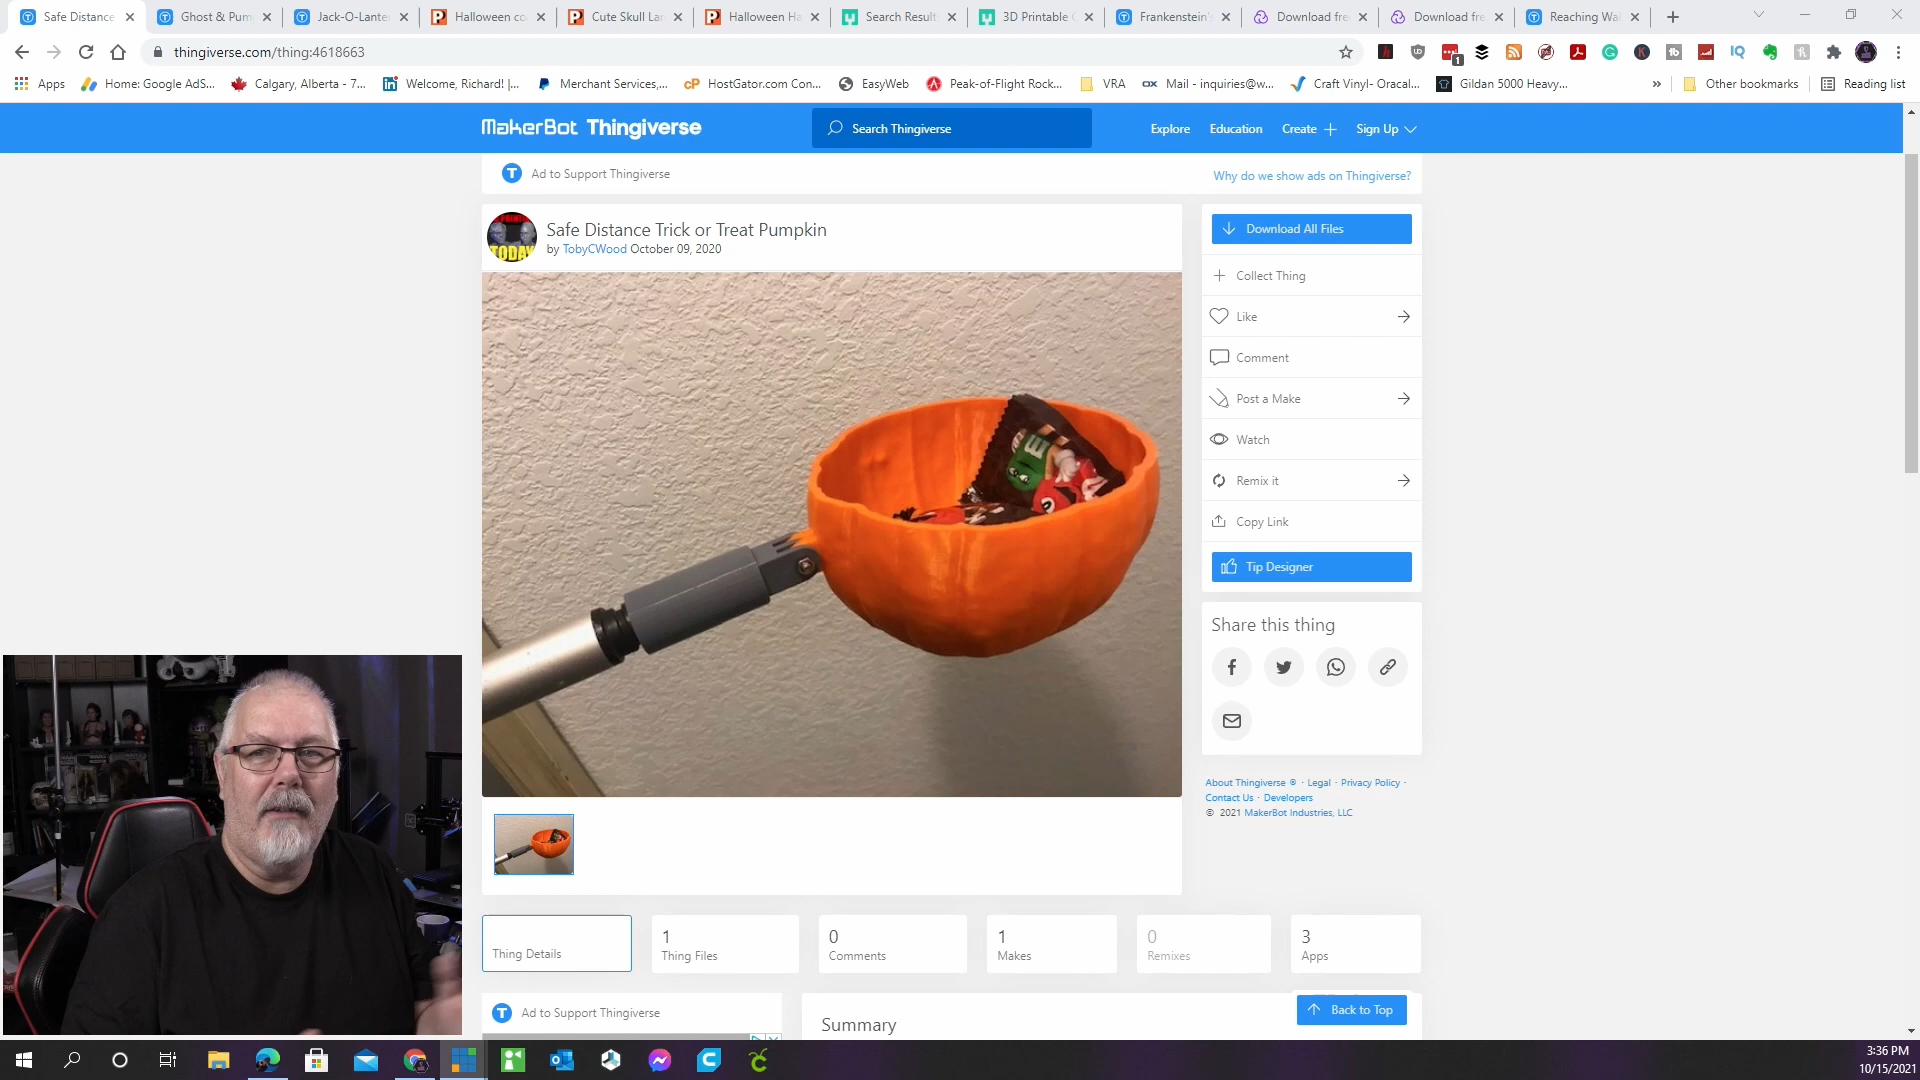 Safe Distance
Ghost & Pum
Jack-O-Lante
Halloween co
Cute Skull Lan
Halloween Ha
Search Result
3D Printable
Frankenstein's
Download fre
Download fre
Reaching Wa
thingiverse.com/thing:4618663
1
Apps
Home: Google AdS...
Calgary, Alberta - 7...
Welcome, Richard! |...
Merchant Services,...
HostGator.com Con...
EasyWeb
Peak-of-Flight Rock...
VRA
Mail - inquiries@w...
Craft Vinyl- Oracal...
Gildan 5000 Heavy...
»
Other bookmarks
Reading list
MakerBot Thingiverse
Search Thingiverse
Explore
Education
Create
Sign Up
Ad to Support Thingiverse
Why do we show ads on Thingiverse?
TODAY
Safe Distance Trick or Treat Pumpkin
by TobyCWood October 09, 2020
Download All Files
Collect Thing
Like
Comment
Post a Make
Watch
Remix it
Copy Link
Tip Designer
Share this thing
About Thingiverse ® · Legal · Privacy Policy ·
Contact Us · Developers
© 2021 MakerBot Industries, LLC
Thing Details
1
Thing Files
0
Comments
1
Makes
0
Remixes
3
Apps
Ad to Support Thingiverse
Summary
Back to Top
3:36 PM
10/15/2021